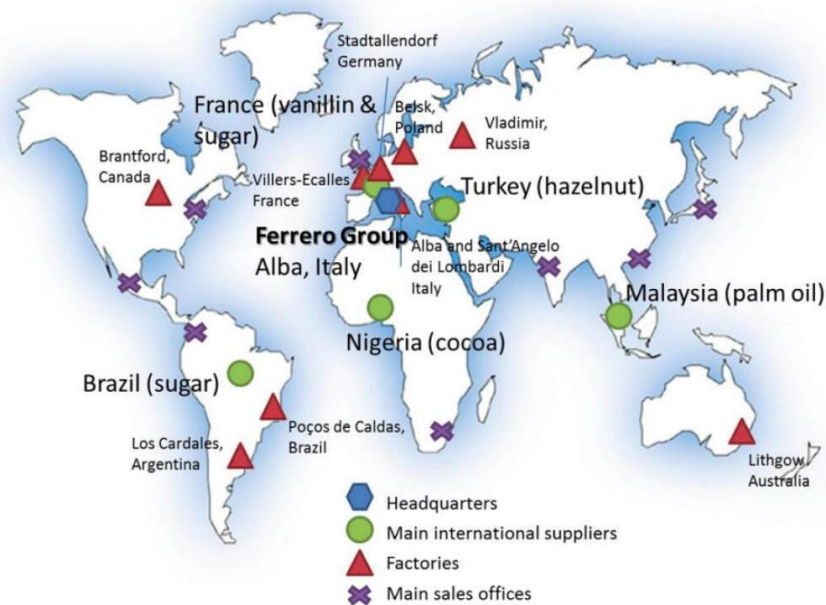 Stadtallendorf
Germany
France (vanillin &
sugar)
Belsk,
Poland
Vladimir,
Russia
Brantford,
Canada
Villers-Ecalles
France
Turkey (hazelnut)
Ferrero Group
Alba, Italy
Alba and Sant'Angelo
dei Lombardi
Italy
Malaysia (palm oil)
Nigeria (cocoa)
Brazil (sugar)
Poços de Caldas,
Brazil
Los Cardales,
Argentina
Lithgow,
Australia
Headquarters
Main international suppliers
Factories
Main sales offices